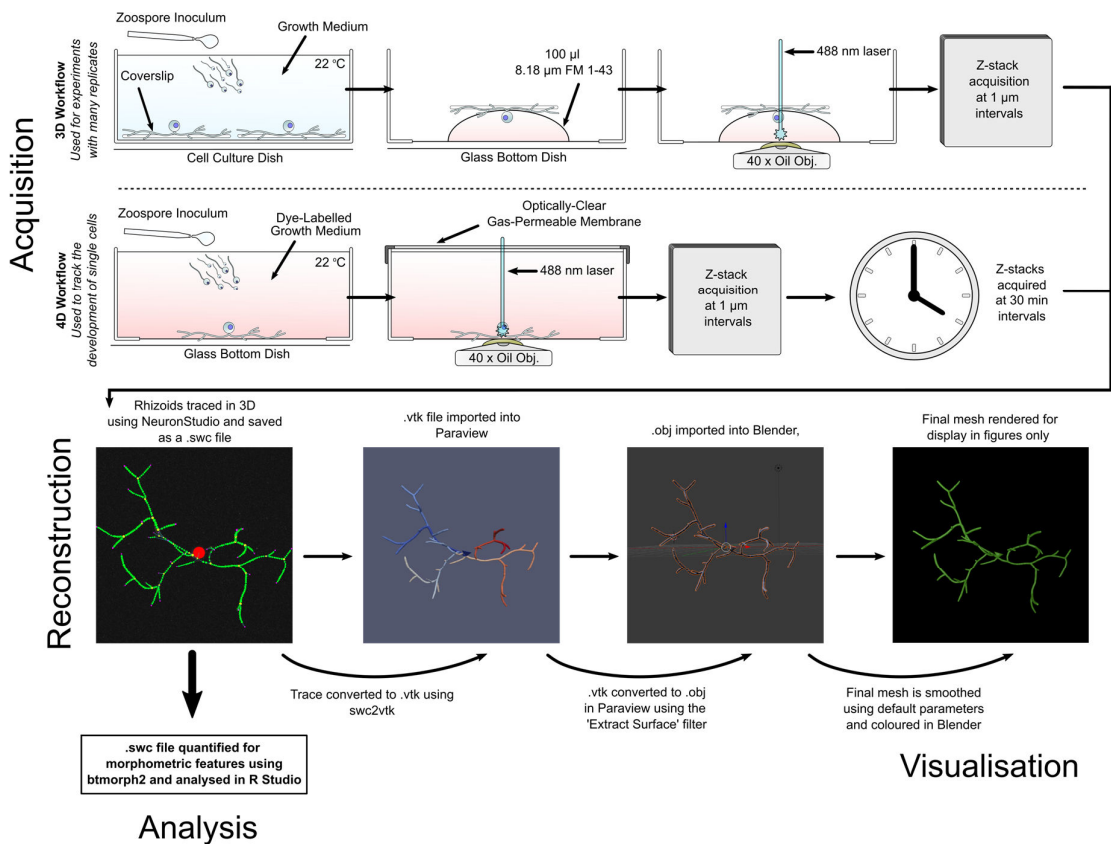 Acquisition
3D Workflow
Used for experiments
with many replicates
Zoospore Inoculum
Growth Medium
22 °C
Coverslip
Cell Culture Dish
100 µl
8.18 µm FM 1-43
Glass Bottom Dish
488 nm laser
40 x Oil Obj.
Z-stack
acquisition
at 1 µm
intervals
4D Workflow
Used to track the
development of single cells
Zoospore Inoculum
Dye-Labelled
Growth Medium
22 °C
Glass Bottom Dish
Optically-Clear
Gas-Permeable Membrane
488 nm laser
40 x Oil Obj.
Z-stack
acquisition
at 1 µm
intervals
Z-stacks
acquired
at 30 min
intervals
Reconstruction
Rhizoids traced in 3D
using NeuronStudio and saved
as a .swc file
.vtk file imported into
Paraview
.obj imported into Blender,
Final mesh rendered for
display in figures only
Trace converted to .vtk using
swc2vtk
.vtk converted to .obj
in Paraview using the
'Extract Surface' filter
Final mesh is smoothed
using default parameters
and coloured in Blender
.swc file quantified for
morphometric features using
btmorph2 and analysed in R Studio
Visualisation
Analysis